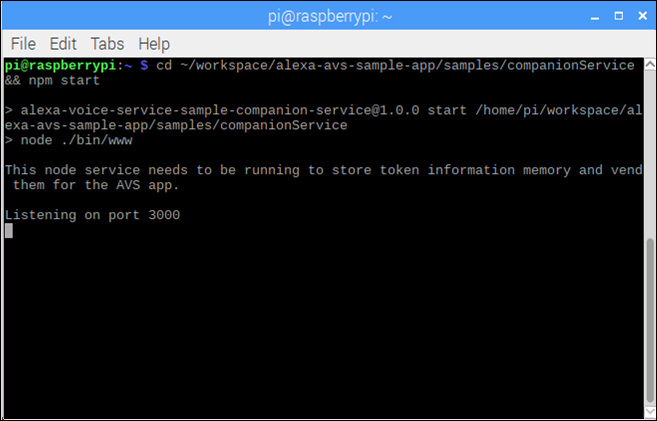 pi@raspberrypi: ~
File Edit Tabs Help
pi@raspberrypi:~ $ cd ~/workspace/alexa-avs-sample-app/samples/companionService
&& npm start
> alexa-voice-service-sample-companion-service@1.0.0 start /home/pi/workspace/al
exa-avs-sample-app/samples/companionService
> node ./bin/www
This node service needs to be running to store token information memory and vend
them for the AVS app.
Listening on port 3000